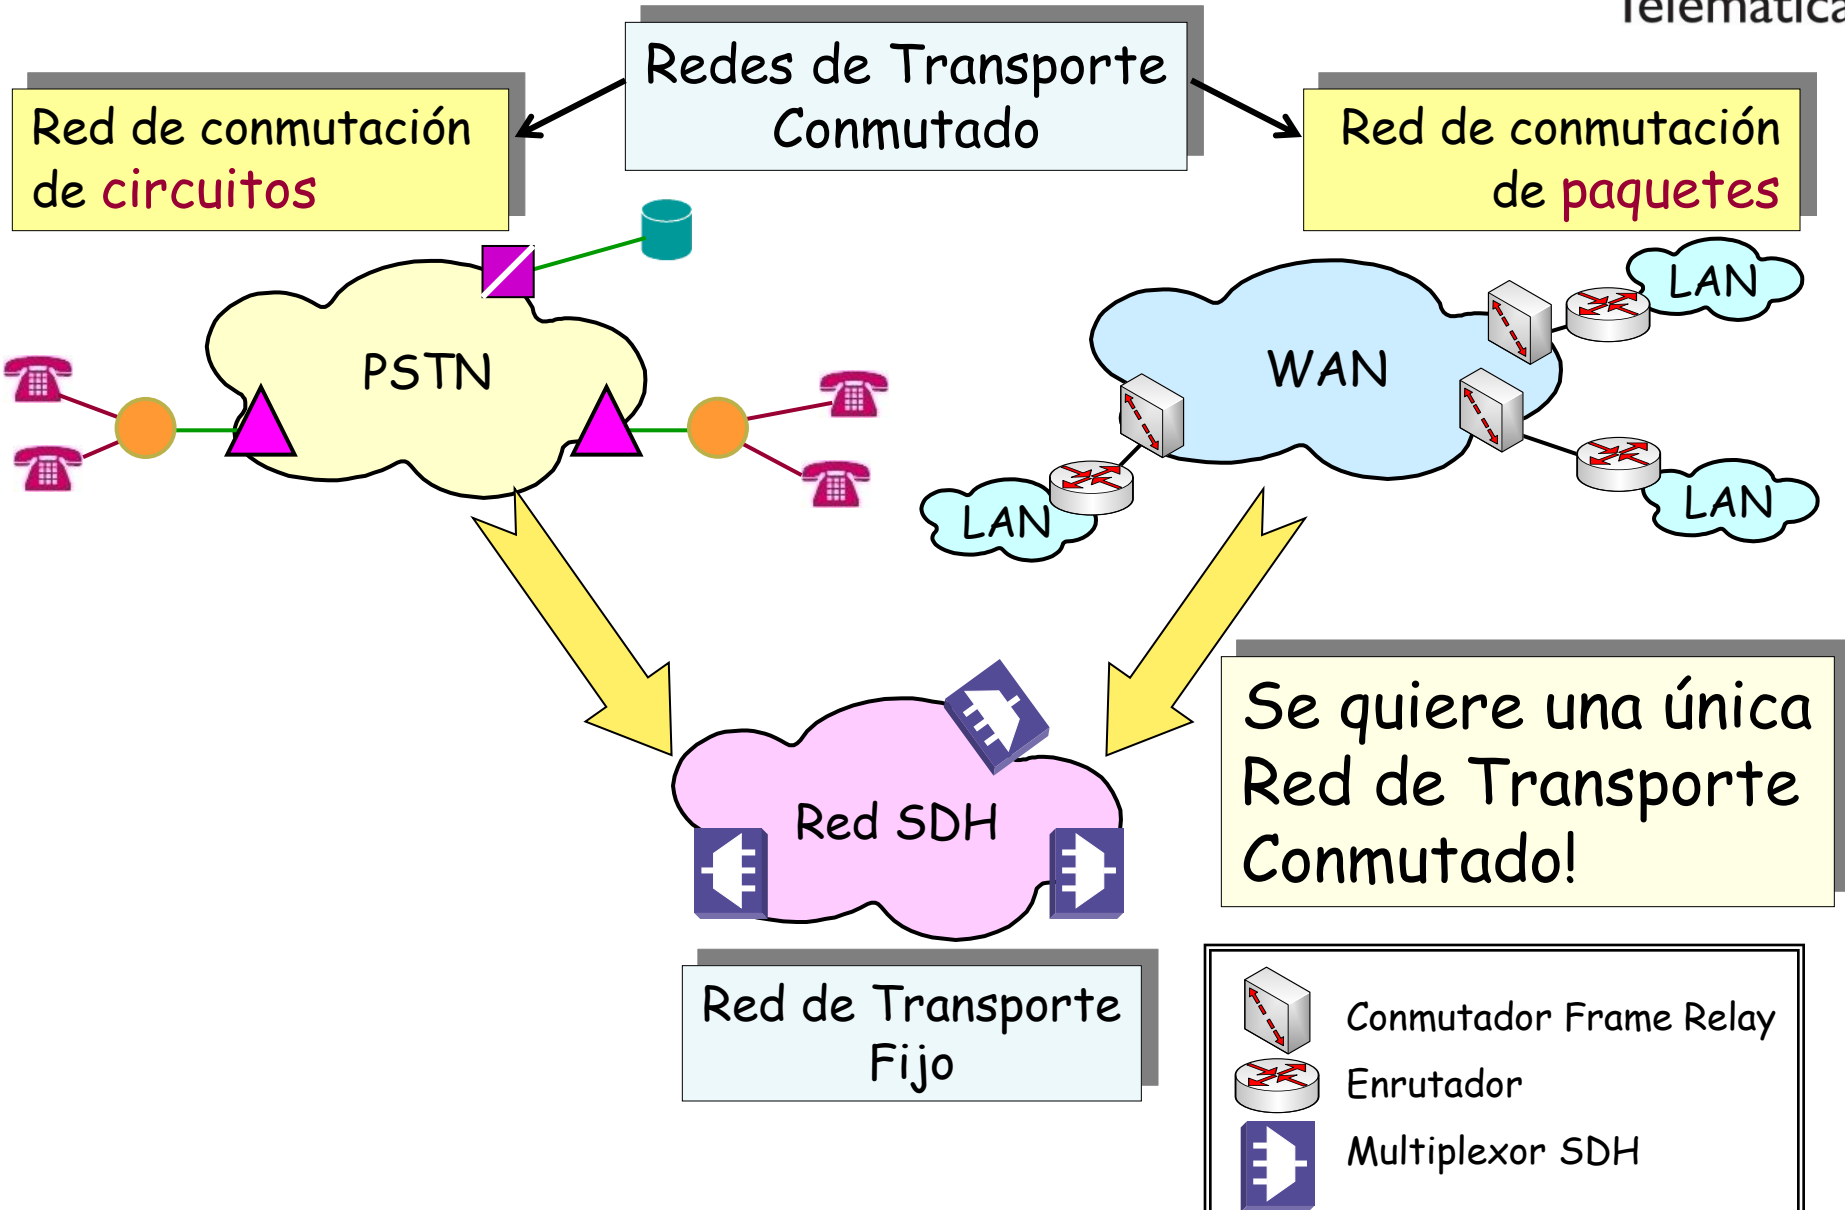 Telemática
Redes de Transporte
Conmutado
Red de conmutación
de circuitos
Red de conmutación
de paquetes
PSTN
WAN
LAN
LAN
LAN
Red SDH
Se quiere una única
Red de Transporte
Conmutado!
Red de Transporte
Fijo
Conmutador Frame Relay
Enrutador
Multiplexor SDH